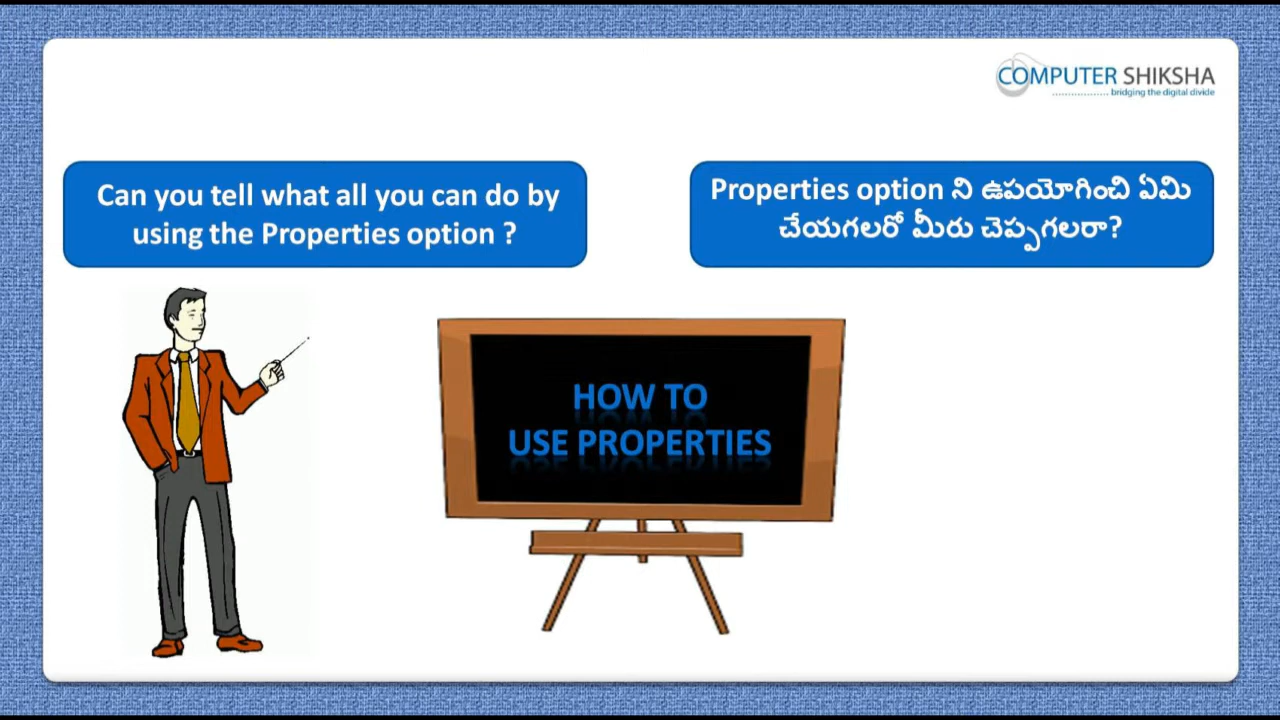 COMPUTER SHIKSHA
.................. bridging the digital divide
Can you tell what all you can do by
using the Properties option ?
Properties option ని ఉపయోగించి ఏమి
చేయగలరో మీరు చెప్పగలరా?
HOW TO
USE PROPERTIES